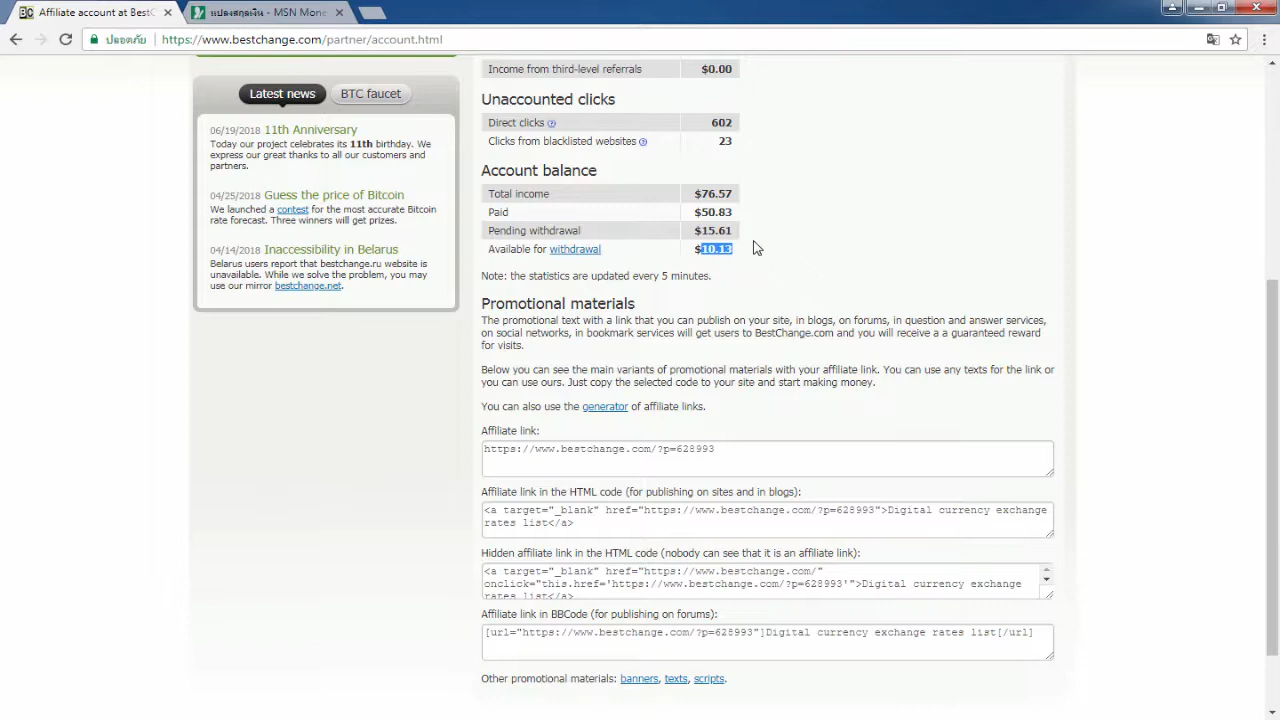 Affiliate account at BestC
แปลงสกุลเงิน - MSN Mone
ปลอดภัย
https://www.bestchange.com/partner/account.html
Latest news
BTC faucet
06/19/2018 11th Anniversary
Today our project celebrates its 11th birthday. We
express our great thanks to all our customers and
partners.
04/25/2018 Guess the price of Bitcoin
We launched a contest for the most accurate Bitcoin
rate forecast. Three winners will get prizes.
04/14/2018 Inaccessibility in Belarus
Belarus users report that bestchange.ru website is
unavailable. While we solve the problem, you may
use our mirror bestchange.net.
Income from third-level referrals $0.00
Unaccounted clicks
Direct clicks 602
Clicks from blacklisted websites 23
Account balance
Total income $76.57
Paid $50.83
Pending withdrawal $15.61
Available for withdrawal $10.13
Note: the statistics are updated every 5 minutes.
Promotional materials
The promotional text with a link that you can publish on your site, in blogs, on forums, in question and answer services,
on social networks, in bookmark services will get users to BestChange.com and you will receive a a guaranteed reward
for visits.
Below you can see the main variants of promotional materials with your affiliate link. You can use any texts for the link or
you can use ours. Just copy the selected code to your site and start making money.
You can also use the generator of affiliate links.
Affiliate link:
https://www.bestchange.com/?p=628993
Affiliate link in the HTML code (for publishing on sites and in blogs):
<a target="_blank" href="https://www.bestchange.com/?p=628993">Digital currency exchange
rates list</a>
Hidden affiliate link in the HTML code (nobody can see that it is an affiliate link):
<a target="_blank" href="https://www.bestchange.com/"
onclick="this.href='https://www.bestchange.com/?p=628993'">Digital currency exchange
rates list</a>
Affiliate link in BBCode (for publishing on forums):
[url="https://www.bestchange.com/?p=628993"]Digital currency exchange rates list[/url]
Other promotional materials: banners, texts, scripts.